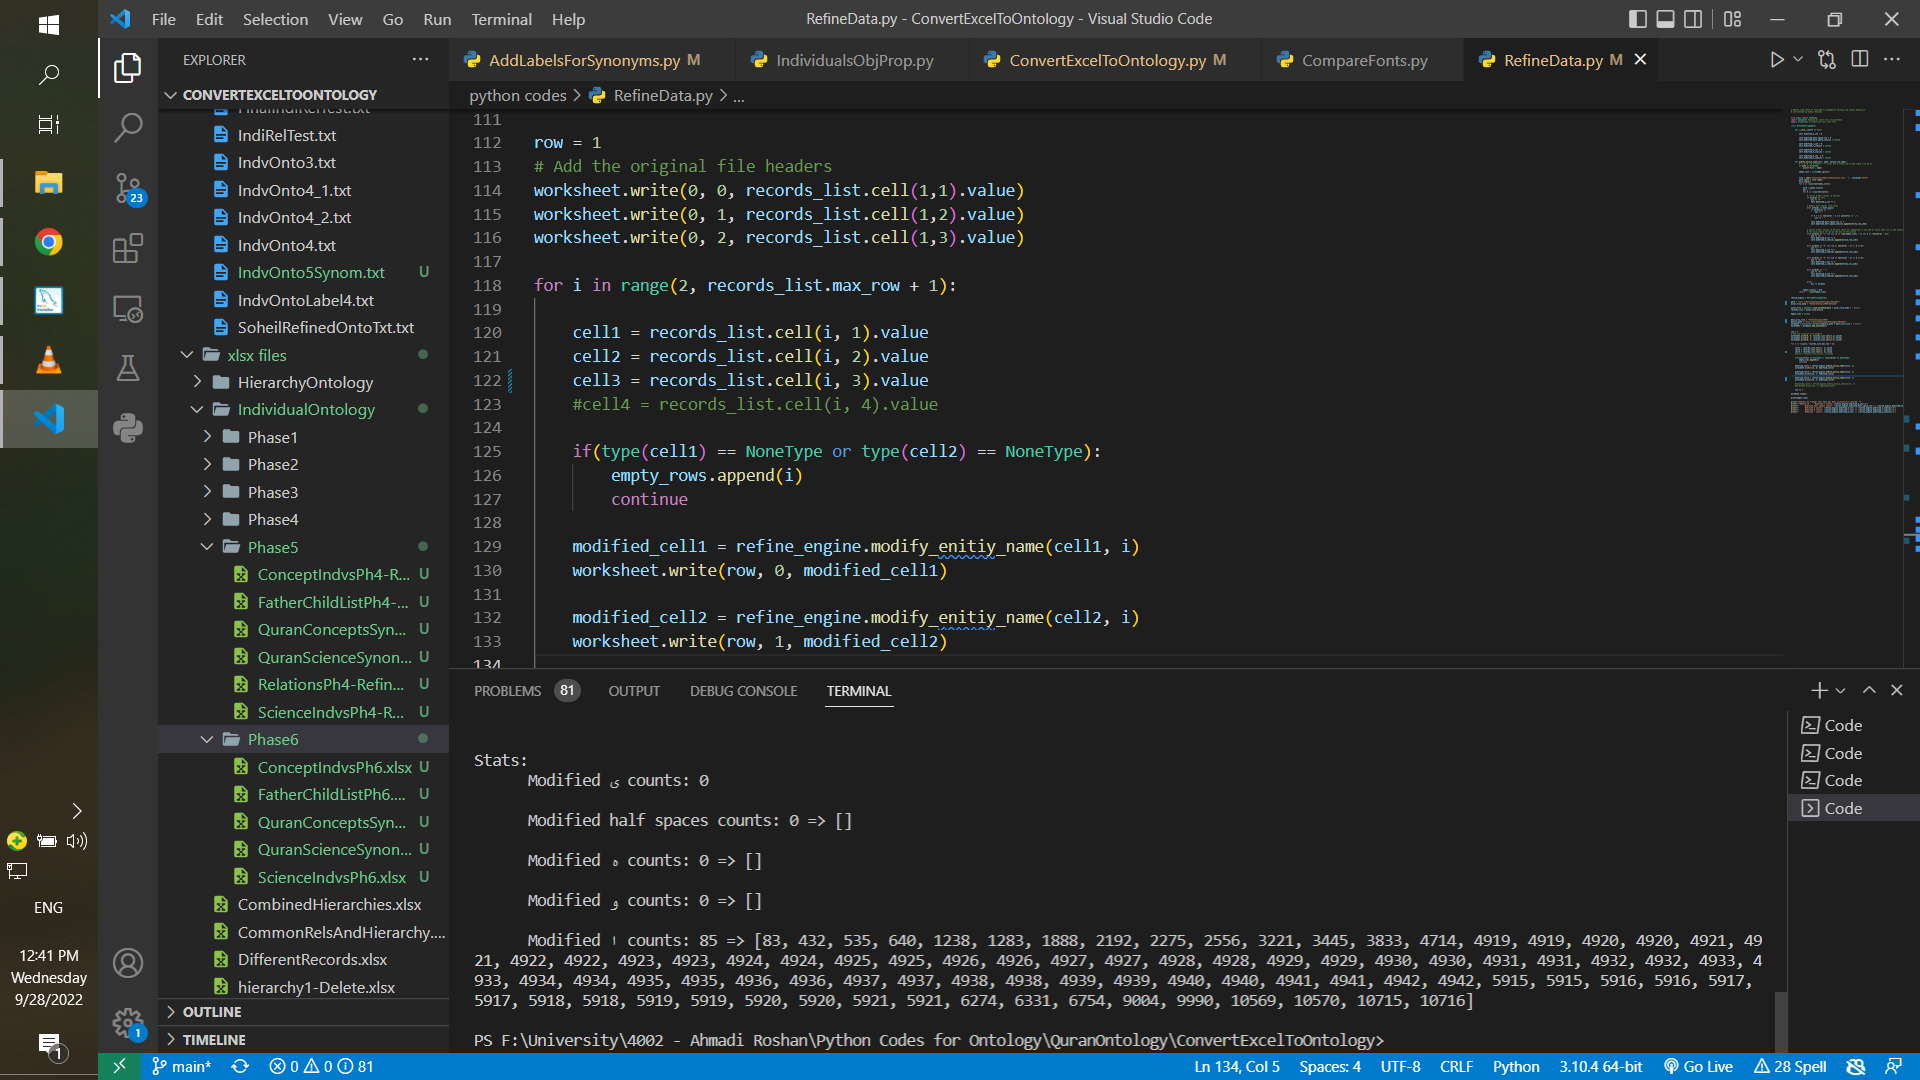 File Edit Selection View Go Run Terminal Help
RefineData.py - ConvertExcelToOntology - Visual Studio Code
EXPLORER
CONVERTEXCELTOONTOLOGY
IndiRelTest.txt
IndvOnto3.txt
IndvOnto4_1.txt
IndvOnto4_2.txt
IndvOnto4.txt
IndvOnto5Synom.txt U
IndvOntoLabel4.txt
SoheilRefinedOntoTxt.txt
xlsx files
HierarchyOntology
IndividualOntology
Phase1
Phase2
Phase3
Phase4
Phase5
ConceptIndvsPh4-R... U
FatherChildListPh4-... U
QuranConceptsSyn... U
QuranScienceSynon... U
RelationsPh4-Refin... U
ScienceIndvsPh4-R... U
Phase6
ConceptIndvsPh6.xlsx U
FatherChildListPh6.... U
QuranConceptsSyn... U
QuranScienceSynon... U
ScienceIndvsPh6.xlsx U
CombinedHierarchies.xlsx
CommonRelsAndHierarchy....
DifferentRecords.xlsx
hierarchy1-Delete.xlsx
OUTLINE
TIMELINE
23
1
AddLabelsForSynonyms.py M
IndividualsObjProp.py
ConvertExcelToOntology.py M
CompareFonts.py
RefineData.py M
python codes > RefineData.py > ...
111
112 row = 1
113 # Add the original file headers
114 worksheet.write(0, 0, records_list.cell(1,1).value)
115 worksheet.write(0, 1, records_list.cell(1,2).value)
116 worksheet.write(0, 2, records_list.cell(1,3).value)
117
118 for i in range(2, records_list.max_row + 1):
119
120 cell1 = records_list.cell(i, 1).value
121 cell2 = records_list.cell(i, 2).value
122 cell3 = records_list.cell(i, 3).value
123 #cell4 = records_list.cell(i, 4).value
124
125 if(type(cell1) == NoneType or type(cell2) == NoneType):
126 empty_rows.append(i)
127 continue
128
129 modified_cell1 = refine_engine.modify_enitiy_name(cell1, i)
130 worksheet.write(row, 0, modified_cell1)
131
132 modified_cell2 = refine_engine.modify_enitiy_name(cell2, i)
133 worksheet.write(row, 1, modified_cell2)
134
PROBLEMS 81 OUTPUT DEBUG CONSOLE TERMINAL
Stats:
Modified ی counts: 0
Modified half spaces counts: 0 => []
Modified ه counts: 0 => []
Modified و counts: 0 => []
Modified ا counts: 85 => [83, 432, 535, 640, 1238, 1283, 1888, 2192, 2275, 2556, 3221, 3445, 3833, 4714, 4919, 4919, 4920, 4920, 4921, 49
21, 4922, 4922, 4923, 4923, 4924, 4924, 4925, 4925, 4926, 4926, 4927, 4927, 4928, 4928, 4929, 4929, 4930, 4930, 4931, 4931, 4932, 4932, 4933, 4
933, 4934, 4934, 4935, 4935, 4936, 4936, 4937, 4937, 4938, 4938, 4939, 4939, 4940, 4940, 4941, 4941, 4942, 4942, 5915, 5915, 5916, 5916, 5917,
5917, 5918, 5918, 5919, 5919, 5920, 5920, 5921, 5921, 6274, 6331, 6754, 9004, 9990, 10569, 10570, 10715, 10716]
PS F:\University\4002 - Ahmadi Roshan\Python Codes for Ontology\QuranOntology\ConvertExcelToOntology>
Code
Code
Code
Code
ENG
12:41 PM
Wednesday
9/28/2022
1
main* 0 0 81
Ln 134, Col 5 Spaces: 4 UTF-8 CRLF Python 3.10.4 64-bit Go Live 28 Spell